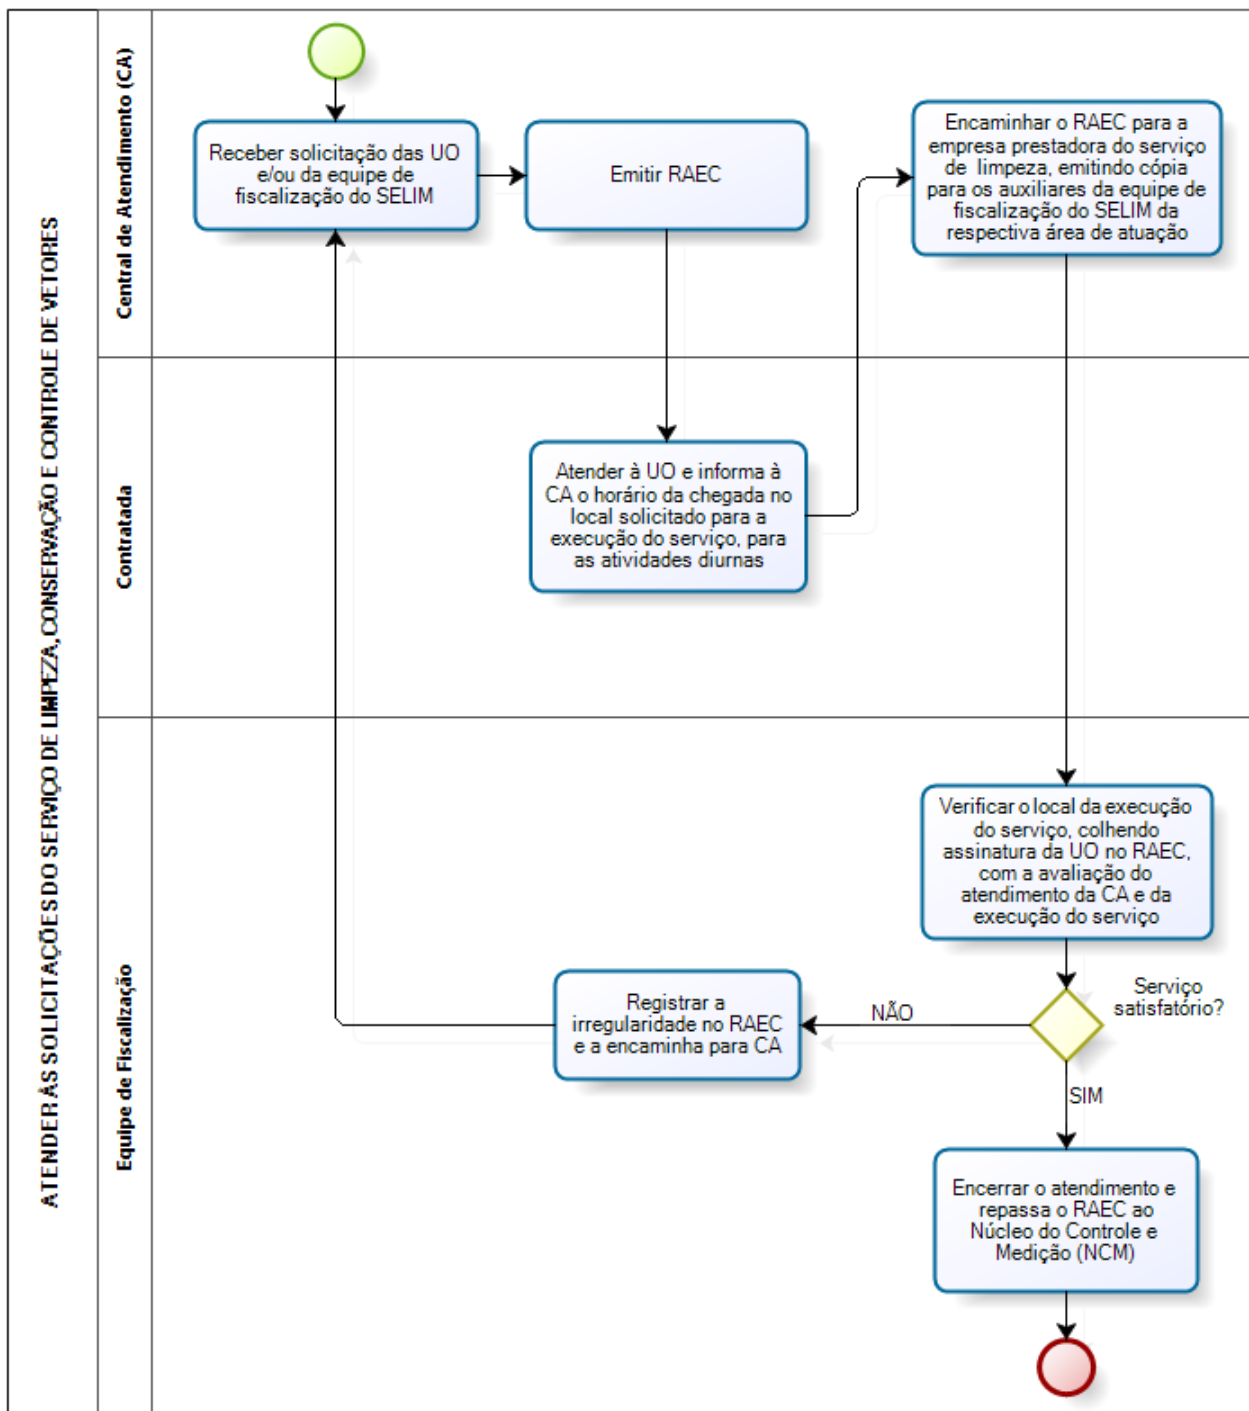 ATENDER ÀS SOLICITAÇÕES DO SERVIÇO DE LIMPEZA, CONSERVAÇÃO E CONTROLE DE VETORES
Central de Atendimento (CA)
Receber solicitação das UO
e/ou da equipe de
fiscalização do SELIM
Emitir RAEC
Encaminhar o RAEC para a
empresa prestadora do serviço
de limpeza, emitindo cópia
para os auxiliares da equipe de
fiscalização do SELIM da
respectiva área de atuação
Contratada
Atender à UO e informa à
CA o horário da chegada no
local solicitado para a
execução do serviço, para
as atividades diurnas
Equipe de Fiscalização
Verificar o local da execução
do serviço, colhendo
assinatura da UO no RAEC,
com a avaliação do
atendimento da CA e da
execução do serviço
Serviço
satisfatório?
NÃO
Registrar a
irregularidade no RAEC
e a encaminha para CA
SIM
Encerrar o atendimento e
repassa o RAEC ao
Núcleo do Controle e
Medição (NCM)